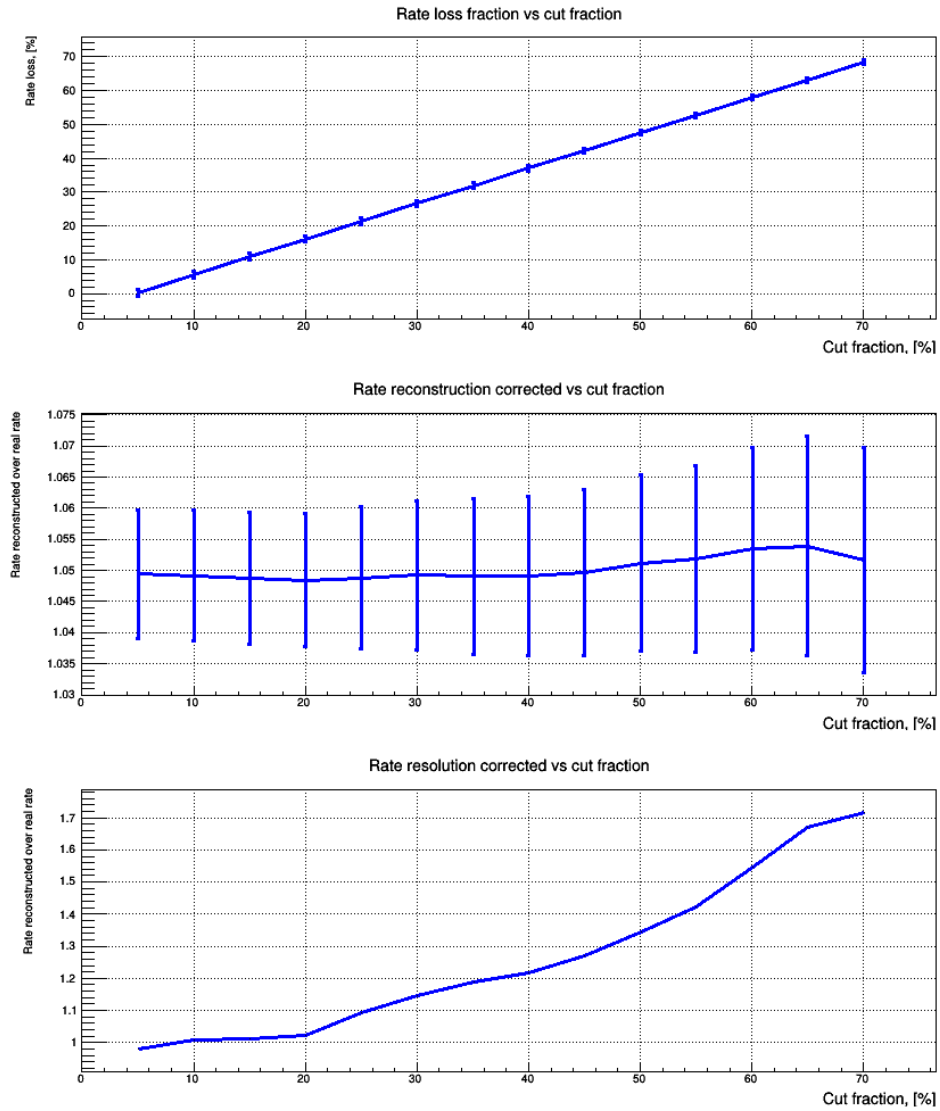 Rate loss fraction vs cut fraction
Rate loss, [%]
70
60
50
40
30
20
10
0
0 10 20 30 40 50 60 70
Cut fraction, [%]
Rate reconstruction corrected vs cut fraction
Rate reconstructed over real rate
1.075
1.07
1.065
1.06
1.055
1.05
1.045
1.04
1.035
1.03
0 10 20 30 40 50 60 70
Cut fraction, [%]
Rate resolution corrected vs cut fraction
Rate reconstructed over real rate
1.7
1.6
1.5
1.4
1.3
1.2
1.1
1
0 10 20 30 40 50 60 70
Cut fraction, [%]